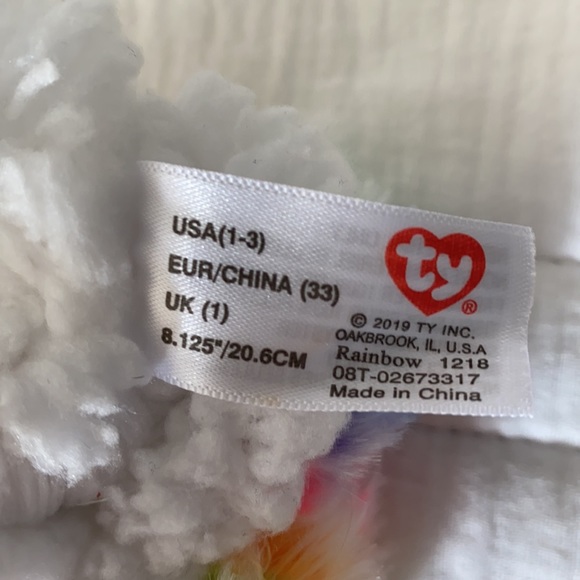 USA(1-3)
EUR/CHINA (33)
UK (1)
8.125"/20.6CM
ty®
© 2019 TY INC.
OAKBROOK, IL, U.S.A
Rainbow 1218
08T-02673317
Made in China